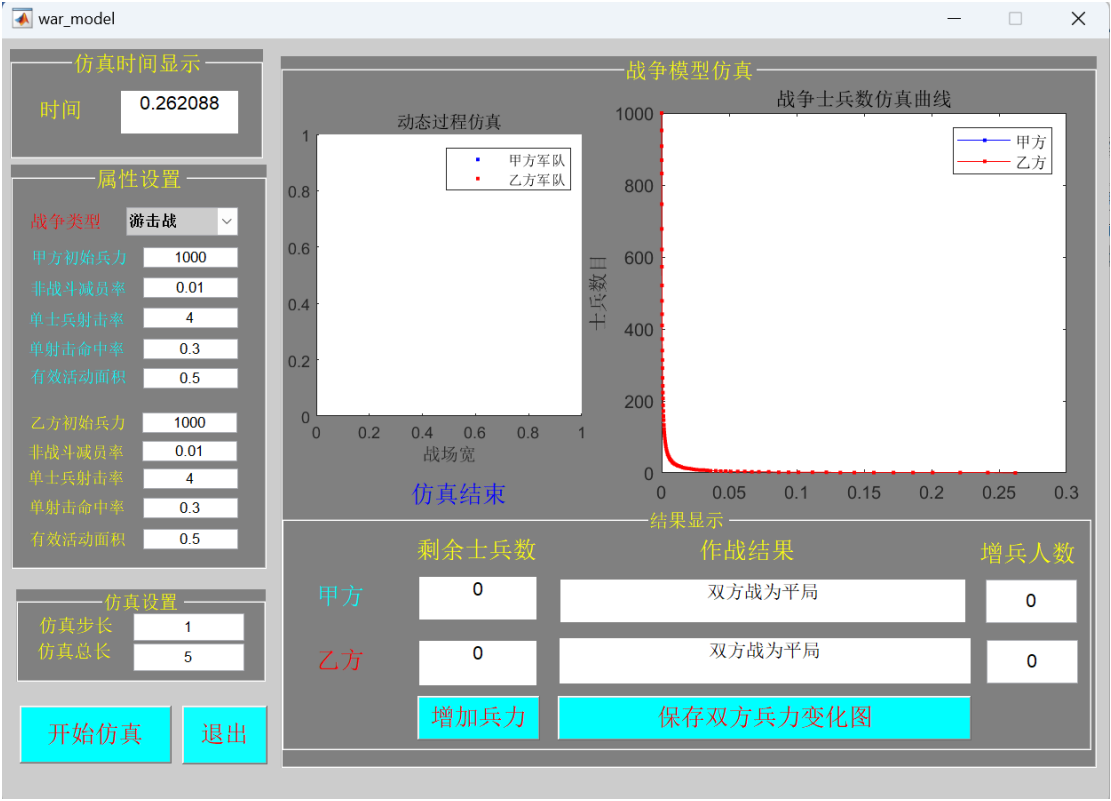 war_model
仿真时间显示
时间
0.262088
属性设置
战争类型
游击战
甲方初始兵力
1000
非战斗减员率
0.01
单士兵射击率
4
单射击命中率
0.3
有效活动面积
0.5
乙方初始兵力
1000
非战斗减员率
0.01
单士兵射击率
4
单射击命中率
0.3
有效活动面积
0.5
仿真设置
仿真步长
1
仿真总长
5
开始仿真
退出
战争模型仿真
动态过程仿真
甲方军队
乙方军队
1
0.8
0.6
0.4
0.2
0
0 0.2 0.4 0.6 0.8 1
战场宽
仿真结束
战争士兵数仿真曲线
甲方
乙方
士兵数目
1000
800
600
400
200
0
0 0.05 0.1 0.15 0.2 0.25 0.3
结果显示
剩余士兵数 作战结果 增兵人数
甲方 0 双方战为平局 0
乙方 0 双方战为平局 0
增加兵力
保存双方兵力变化图